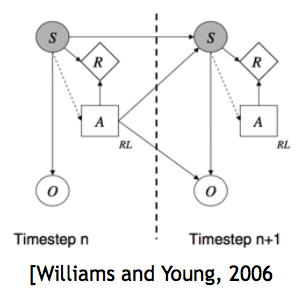 S S
R R
A A
RL RL
O O
Timestep n Timestep n+1
[Williams and Young, 2006